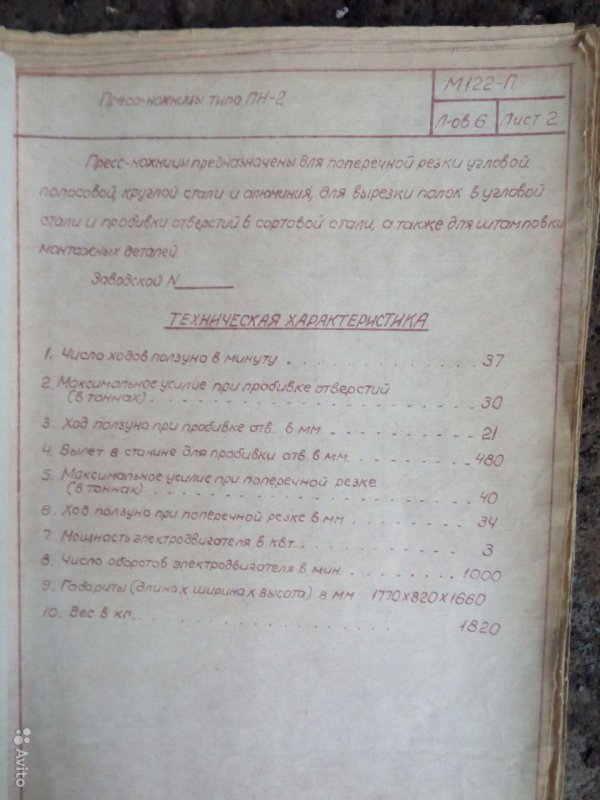 Пресс-ножницы типа ПН-2
М122-П
Л-ов 6 Лист 2
Пресс-ножницы предназначены для поперечной резки угловой,
полосовой, круглой стали и алюминия, для вырезки полок в угловой
стали и пробивки отверстий в сортовой стали, а также для штамповки
монтажных деталей.
Заводской N
ТЕХНИЧЕСКАЯ ХАРАКТЕРИСТИКА
1. Число ходов ползуна в минуту 37
2. Максимальное усилие при пробивке отверстий
(в тоннах) 30
3. Ход ползуна при пробивке отв. в мм 21
4. Вылет в станине для пробивки отв. в мм. 480
5. Максимальное усилие при поперечной резке
(в тоннах) 40
6. Ход ползуна при поперечной резке в мм 34
7. Мощность электродвигателя в квт. 3
8. Число оборотов электродвигателя в мин. 1000
9. Габариты (длина х ширина х высота) в мм 1770х820х1660
10. Вес в кг. 1820
Avito